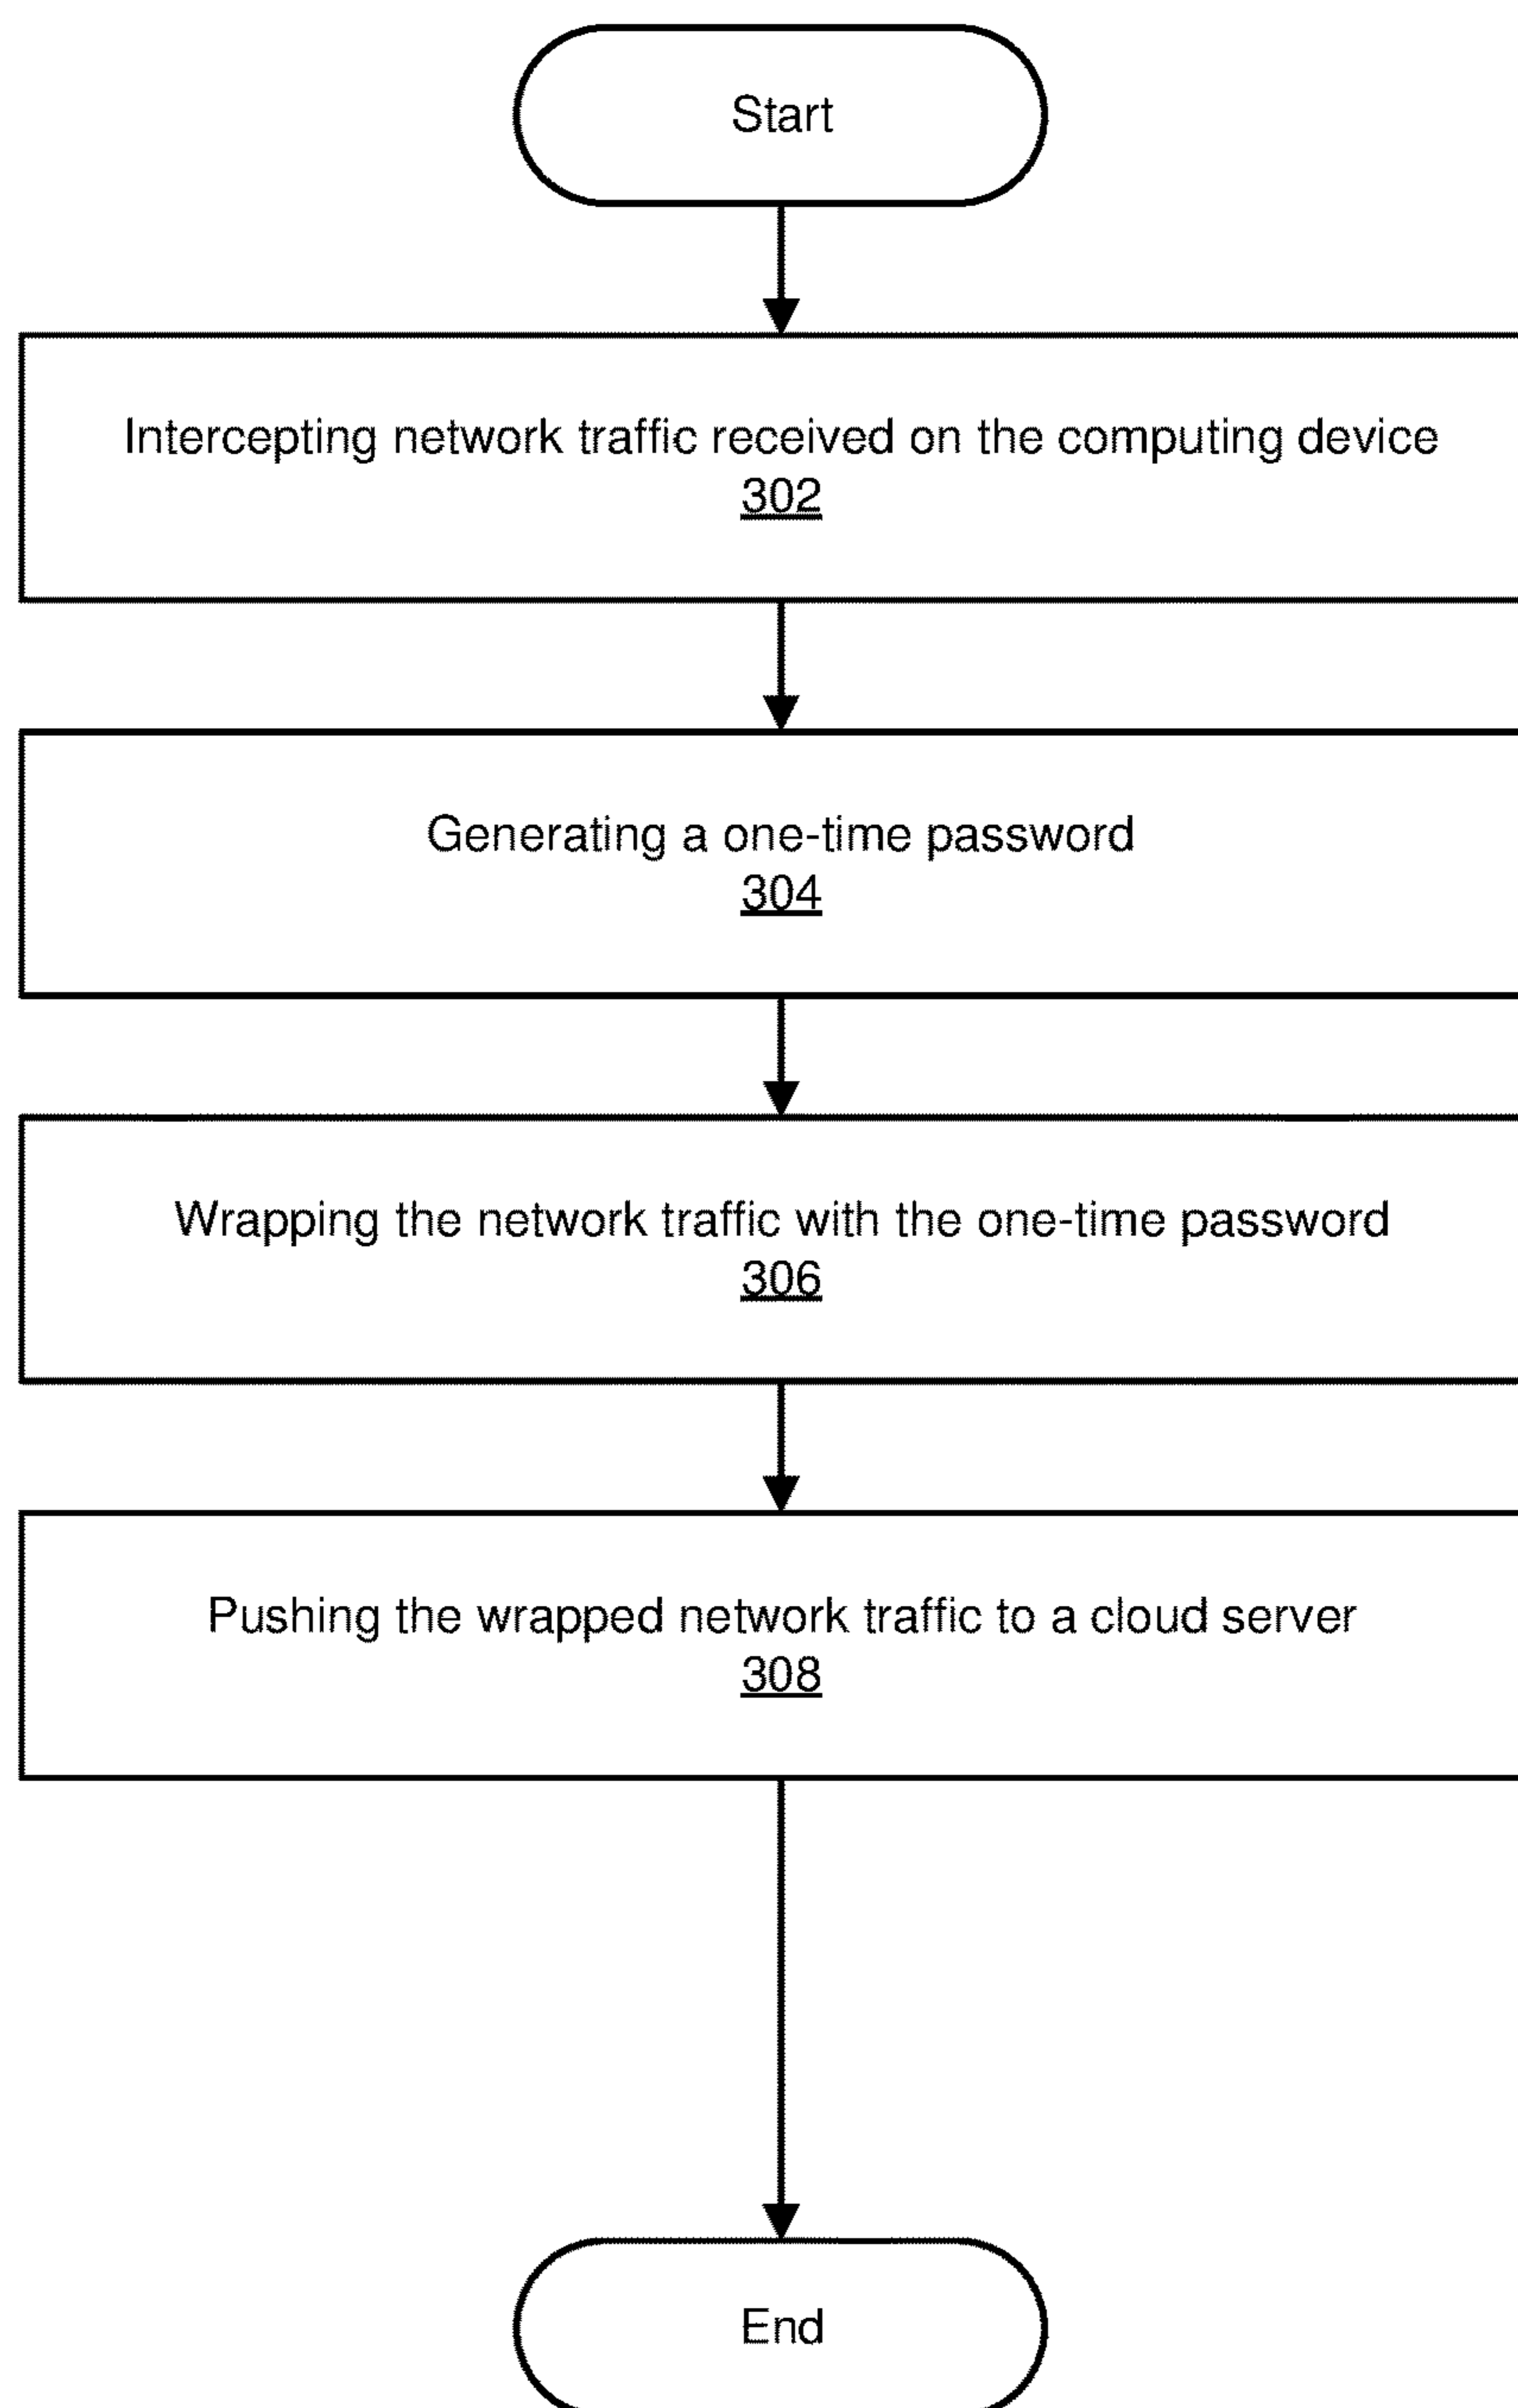 Start
Intercepting network traffic received on the computing device
302
Generating a one-time password
304
Wrapping the network traffic with the one-time password
306
Pushing the wrapped network traffic to a cloud server
308
End